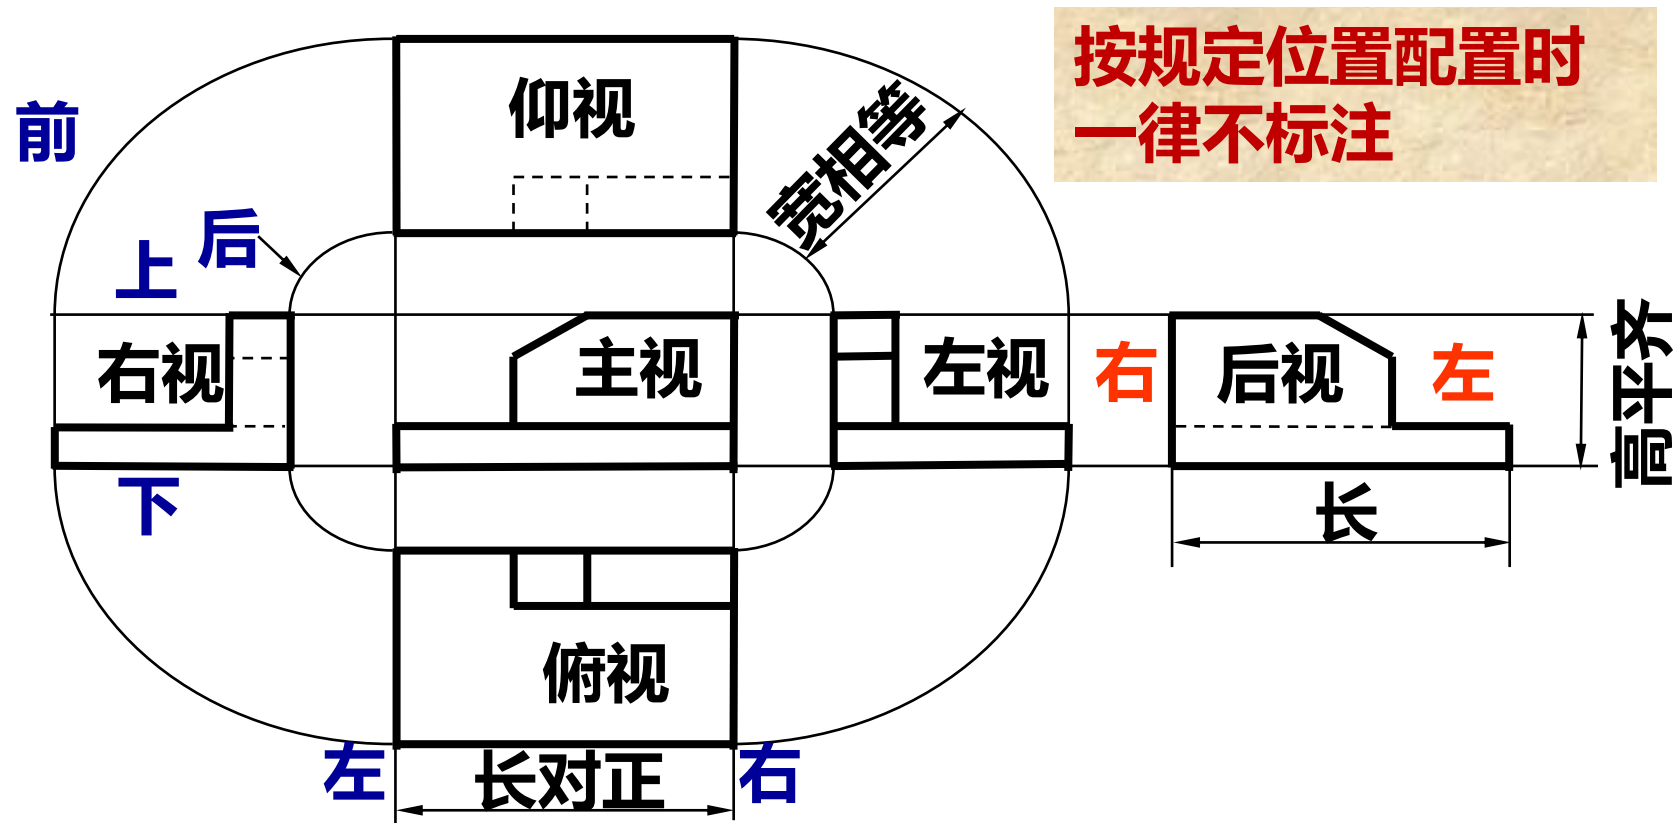 按规定位置配置时
一律不标注
仰视
前
宽相等
后
上
右视
主视
左视
右
后视
左
高平齐
下
长
俯视
左
长对正
右